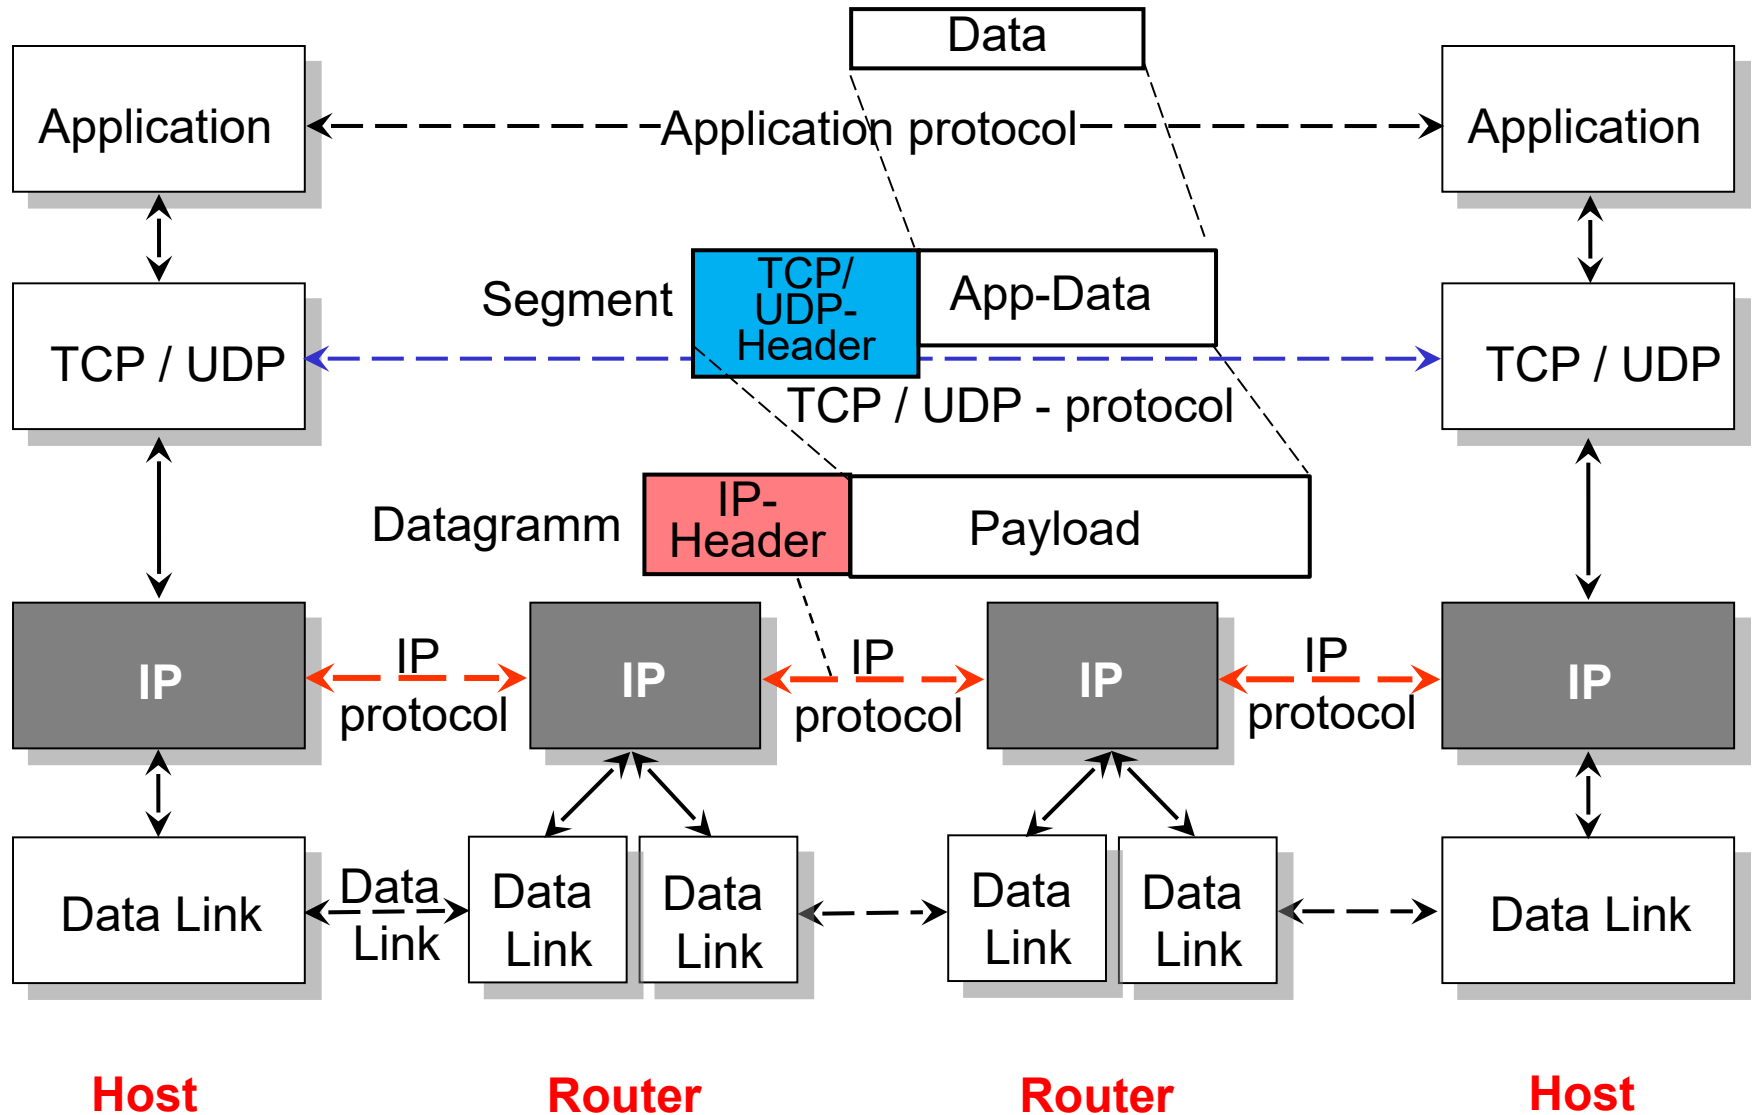 Data
Application
Application protocol
Application
Segment
TCP/
UDP-
Header
App-Data
TCP / UDP
TCP / UDP
TCP / UDP - protocol
Datagramm
IP-
Header
Payload
IP
IP
protocol
IP
IP
protocol
IP
IP
protocol
IP
Data Link
Data
Link
Data
Link
Data
Link
Data
Link
Data
Link
Data Link
Host
Router
Router
Host